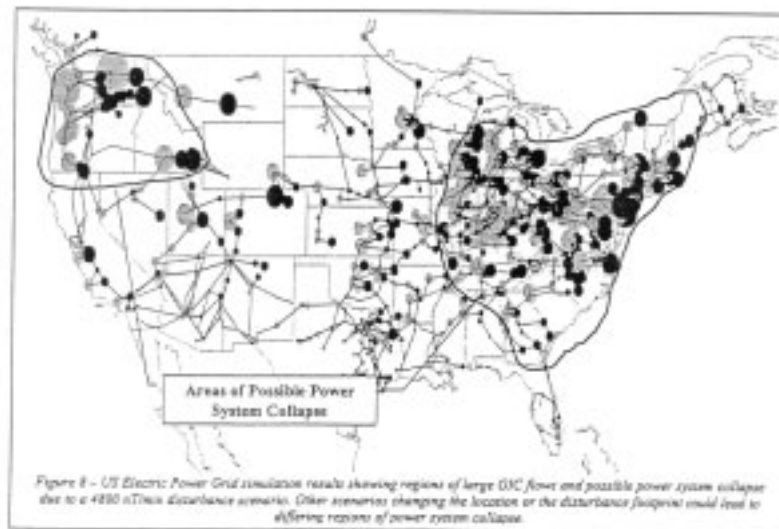 Areas of Possible Power
System Collapse
Figure 8 – US Electric Power Grid simulation results showing regions of large GIC flows and possible power system collapse
due to a 4800 nT/min disturbance scenario. Other scenarios changing the location or the disturbance footprint could lead to
differing regions of power system collapse.